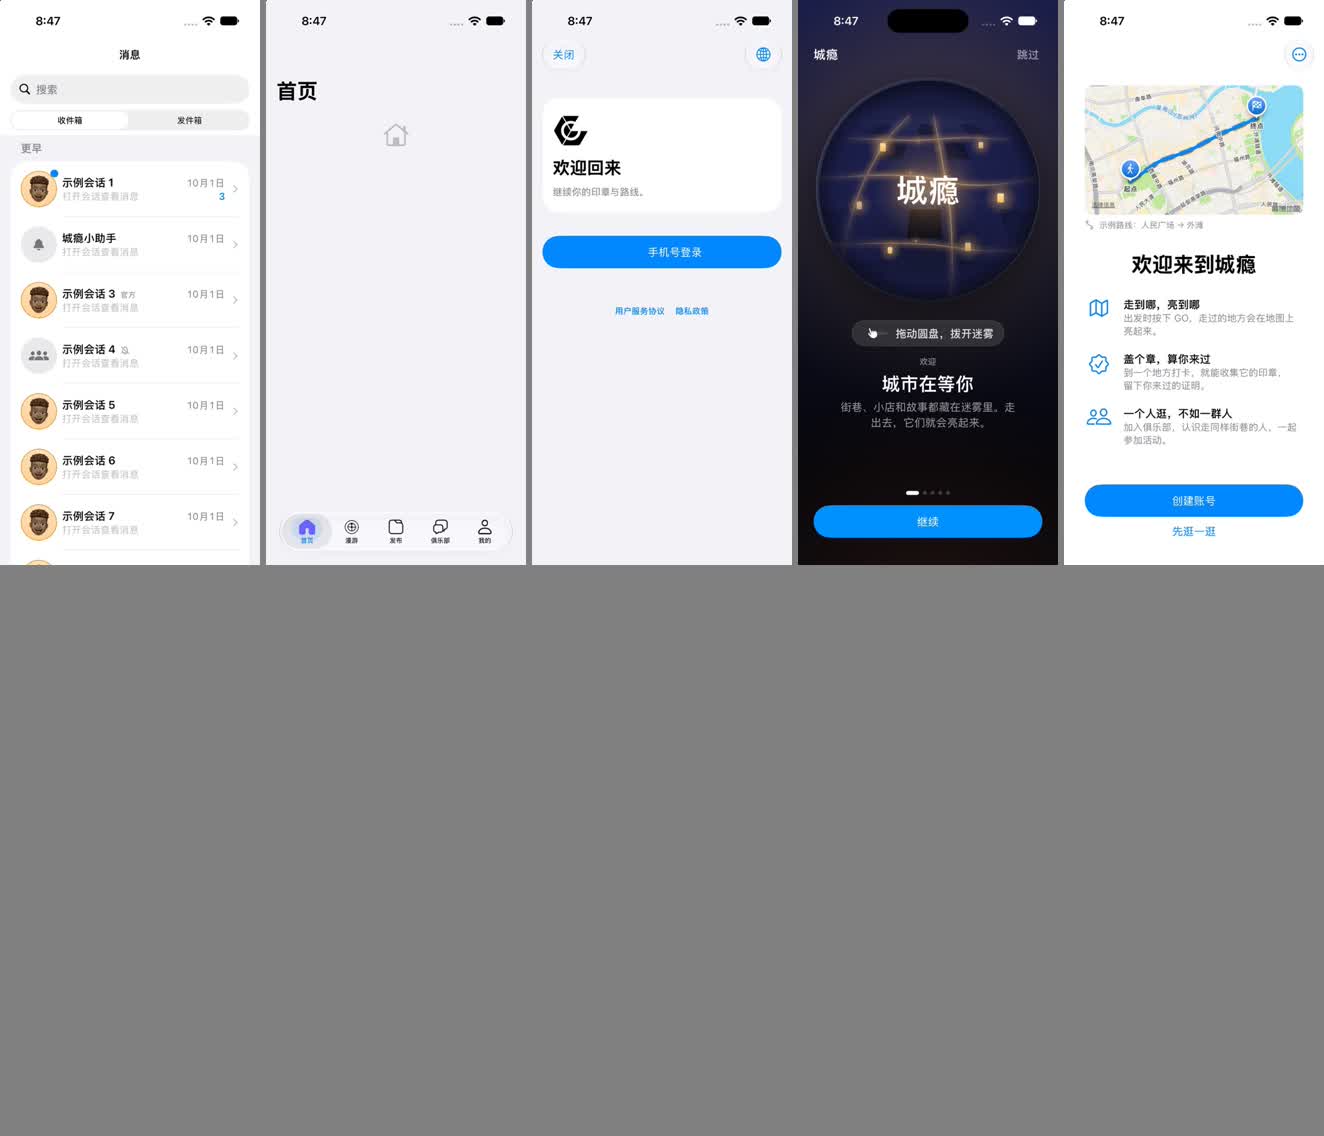 8:47
消息
搜索
收件箱
发件箱
更早
示例会话 1
10月1日
打开会话查看消息
3
城瘾小助手
10月1日
打开会话查看消息
示例会话 3 官方
10月1日
打开会话查看消息
示例会话 4
10月1日
打开会话查看消息
示例会话 5
10月1日
打开会话查看消息
示例会话 6
10月1日
打开会话查看消息
示例会话 7
10月1日
打开会话查看消息
8:47
首页
首页
漫游
发布
俱乐部
我的
8:47
关闭
欢迎回来
继续你的印章与路线。
手机号登录
用户服务协议
隐私政策
8:47
城瘾
跳过
城瘾
拖动圆盘，拨开迷雾
欢迎
城市在等你
街巷、小店和故事都藏在迷雾里。走
出去，它们就会亮起来。
继续
8:47
终点
起点
人民大道
高德地图
示例路线：人民广场 → 外滩
欢迎来到城瘾
走到哪，亮到哪
出发时按下 GO，走过的地方会在地图上
亮起来。
盖个章，算你来过
到一个地方打卡，就能收集它的印章，
留下你来过的证明。
一个人逛，不如一群人
加入俱乐部，认识走同样街巷的人，一起
参加活动。
创建账号
先逛一逛